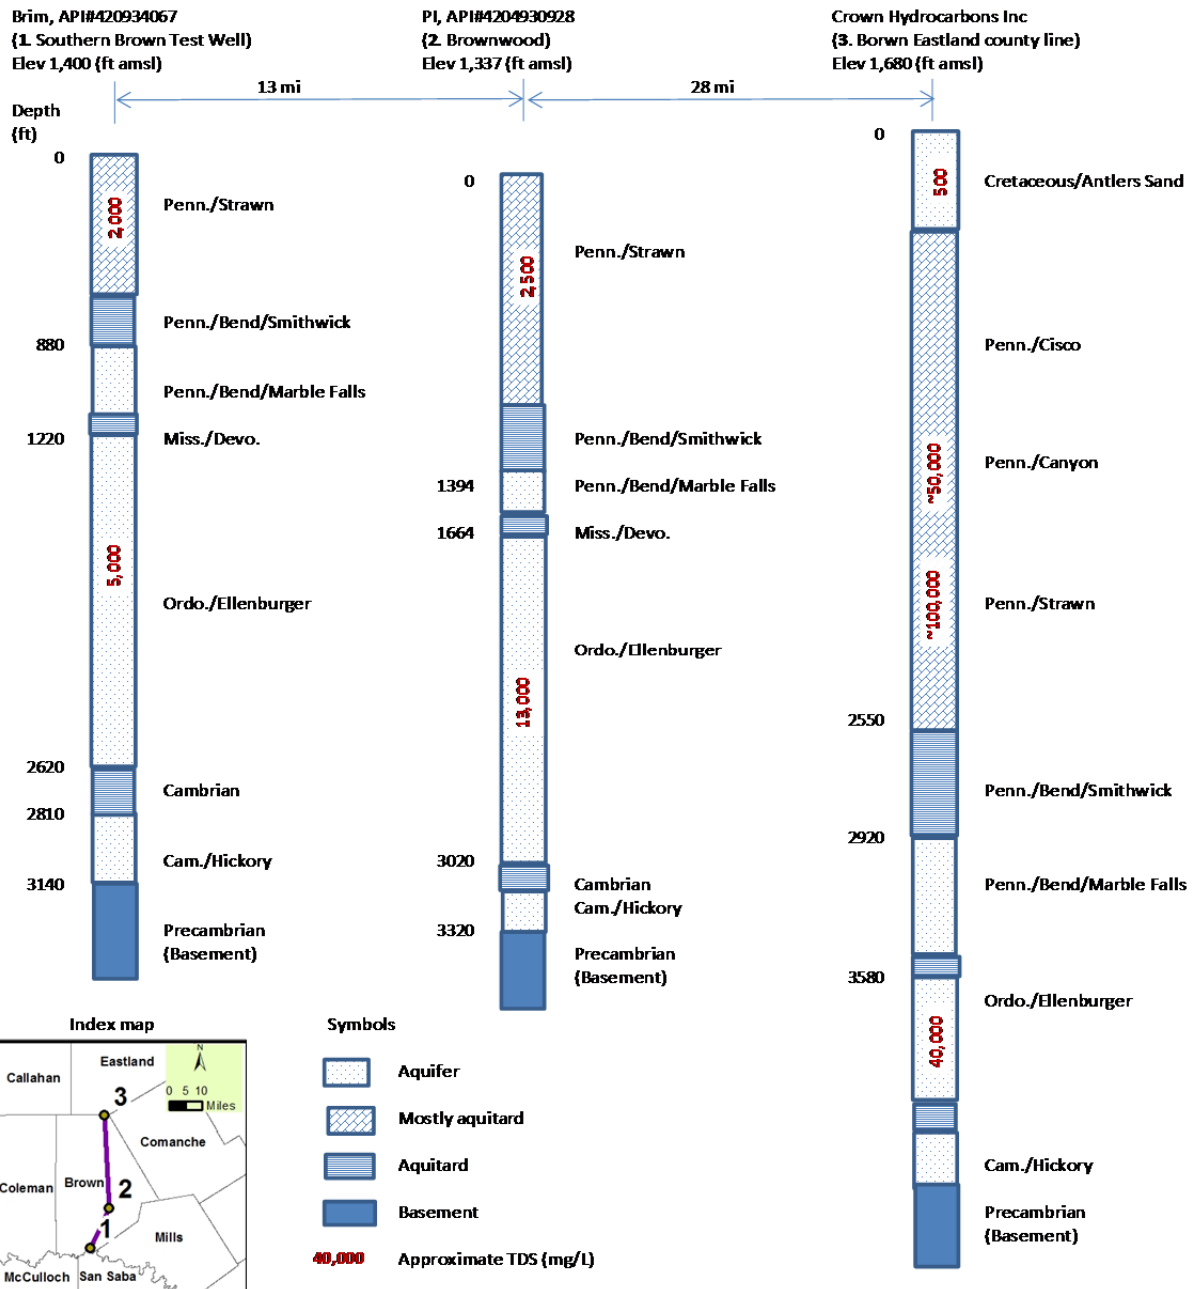 Brim, API#420934067
(1. Southern Brown Test Well)
Elev 1,400 (ft amsl)
PI, API#4204930928
(2. Brownwood)
Elev 1,337 (ft amsl)
Crown Hydrocarbons Inc
(3. Borwn Eastland county line)
Elev 1,680 (ft amsl)
13 mi
28 mi
Depth
(ft)
0
2,000
Penn./Strawn
Penn./Bend/Smithwick
880
Penn./Bend/Marble Falls
1220
Miss./Devo.
5,000
Ordo./Ellenburger
2620
Cambrian
2810
Cam./Hickory
3140
Precambrian
(Basement)
0
2,500
Penn./Strawn
Penn./Bend/Smithwick
1394
Penn./Bend/Marble Falls
1664
Miss./Devo.
Ordo./Ellenburger
13,000
3020
Cambrian
Cam./Hickory
3320
Precambrian
(Basement)
0
500
Cretaceous/Antlers Sand
Penn./Cisco
~50,000
Penn./Canyon
~100,000
Penn./Strawn
2550
Penn./Bend/Smithwick
2920
Penn./Bend/Marble Falls
3580
Ordo./Ellenburger
40,000
Cam./Hickory
Precambrian
(Basement)
Index map
Eastland
N
Callahan
0 5 10
Miles
3
Comanche
Coleman
Brown
2
1
Mills
McCulloch
San Saba
Symbols
Aquifer
Mostly aquitard
Aquitard
Basement
40,000 Approximate TDS (mg/L)